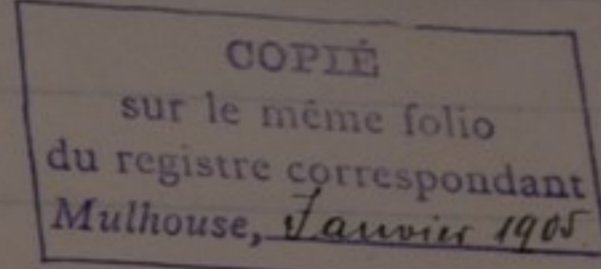 COPIÉ
sur le même folio
du registre correspondant
Mulhouse, Janvier 1905